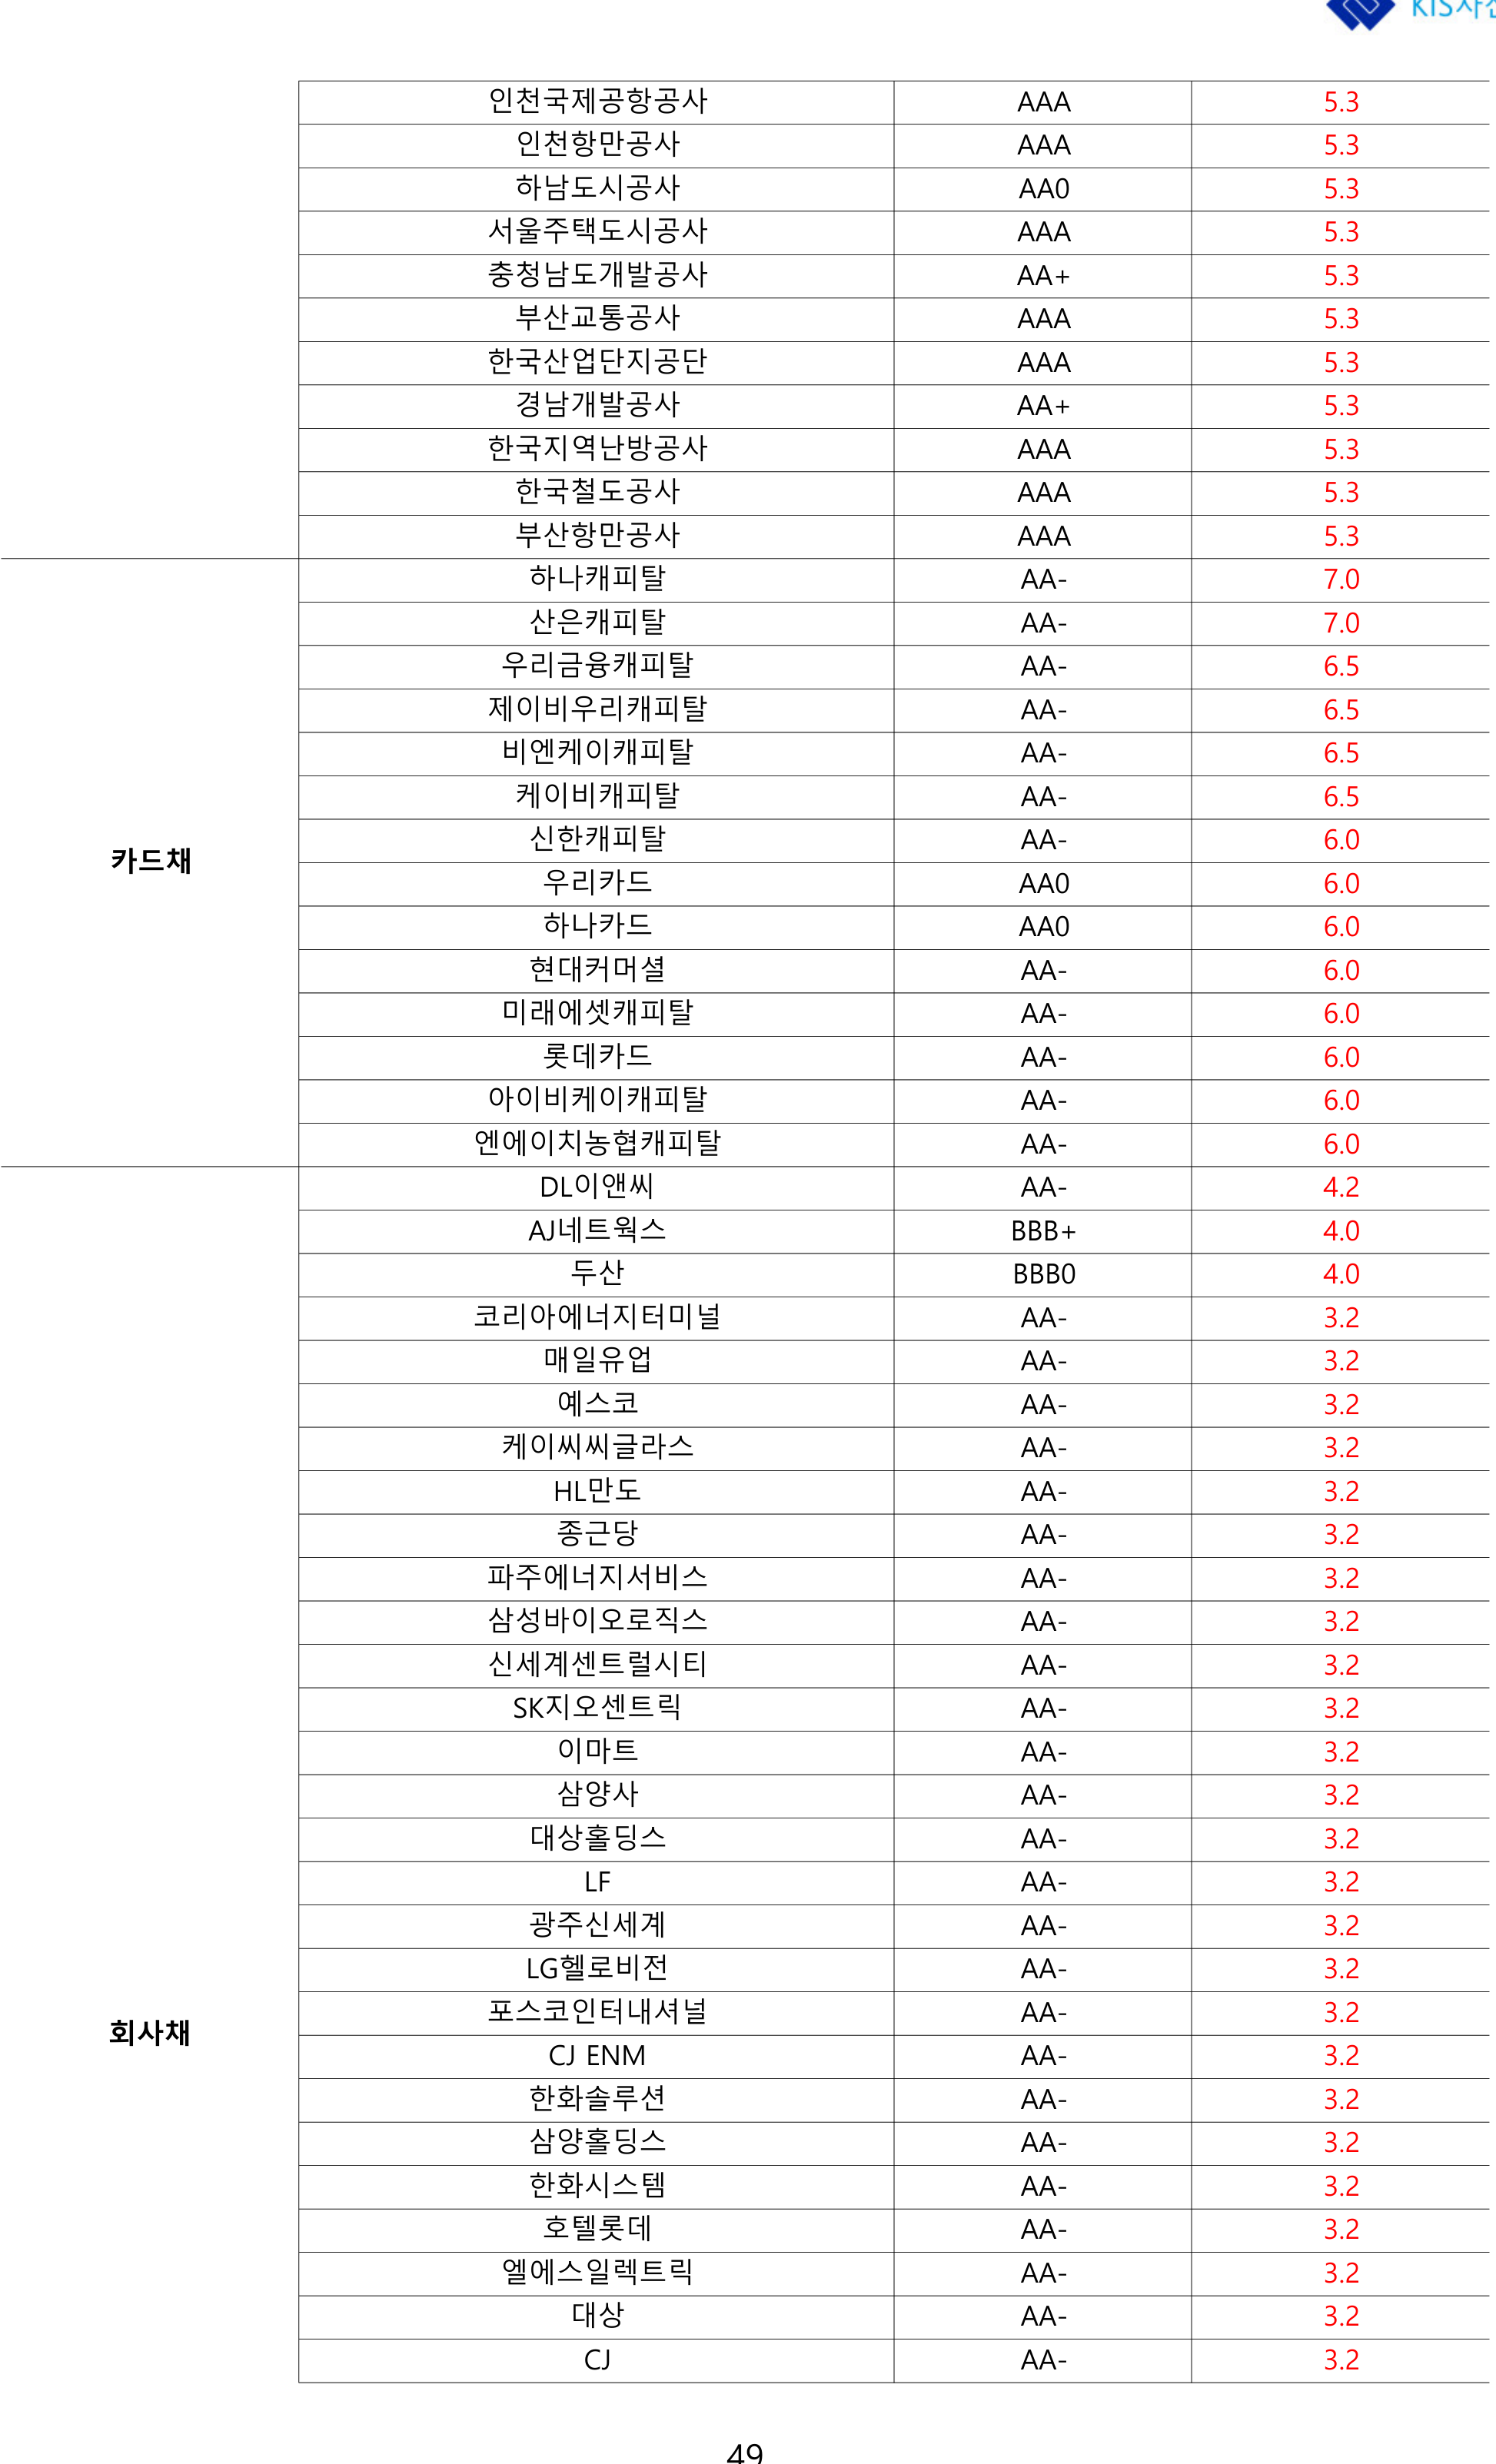 KIS자산
인천국제공항공사 AAA 5.3
인천항만공사 AAA 5.3
하남도시공사 AA0 5.3
서울주택도시공사 AAA 5.3
충청남도개발공사 AA+ 5.3
부산교통공사 AAA 5.3
한국산업단지공단 AAA 5.3
경남개발공사 AA+ 5.3
한국지역난방공사 AAA 5.3
한국철도공사 AAA 5.3
부산항만공사 AAA 5.3
카드채
하나캐피탈 AA- 7.0
산은캐피탈 AA- 7.0
우리금융캐피탈 AA- 6.5
제이비우리캐피탈 AA- 6.5
비엔케이캐피탈 AA- 6.5
케이비캐피탈 AA- 6.5
신한캐피탈 AA- 6.0
우리카드 AA0 6.0
하나카드 AA0 6.0
현대커머셜 AA- 6.0
미래에셋캐피탈 AA- 6.0
롯데카드 AA- 6.0
아이비케이캐피탈 AA- 6.0
엔에이치농협캐피탈 AA- 6.0
회사채
DL이앤씨 AA- 4.2
AJ네트웍스 BBB+ 4.0
두산 BBB0 4.0
코리아에너지터미널 AA- 3.2
매일유업 AA- 3.2
예스코 AA- 3.2
케이씨씨글라스 AA- 3.2
HL만도 AA- 3.2
종근당 AA- 3.2
파주에너지서비스 AA- 3.2
삼성바이오로직스 AA- 3.2
신세계센트럴시티 AA- 3.2
SK지오센트릭 AA- 3.2
이마트 AA- 3.2
삼양사 AA- 3.2
대상홀딩스 AA- 3.2
LF AA- 3.2
광주신세계 AA- 3.2
LG헬로비전 AA- 3.2
포스코인터내셔널 AA- 3.2
CJ ENM AA- 3.2
한화솔루션 AA- 3.2
삼양홀딩스 AA- 3.2
한화시스템 AA- 3.2
호텔롯데 AA- 3.2
엘에스일렉트릭 AA- 3.2
대상 AA- 3.2
CJ AA- 3.2
49